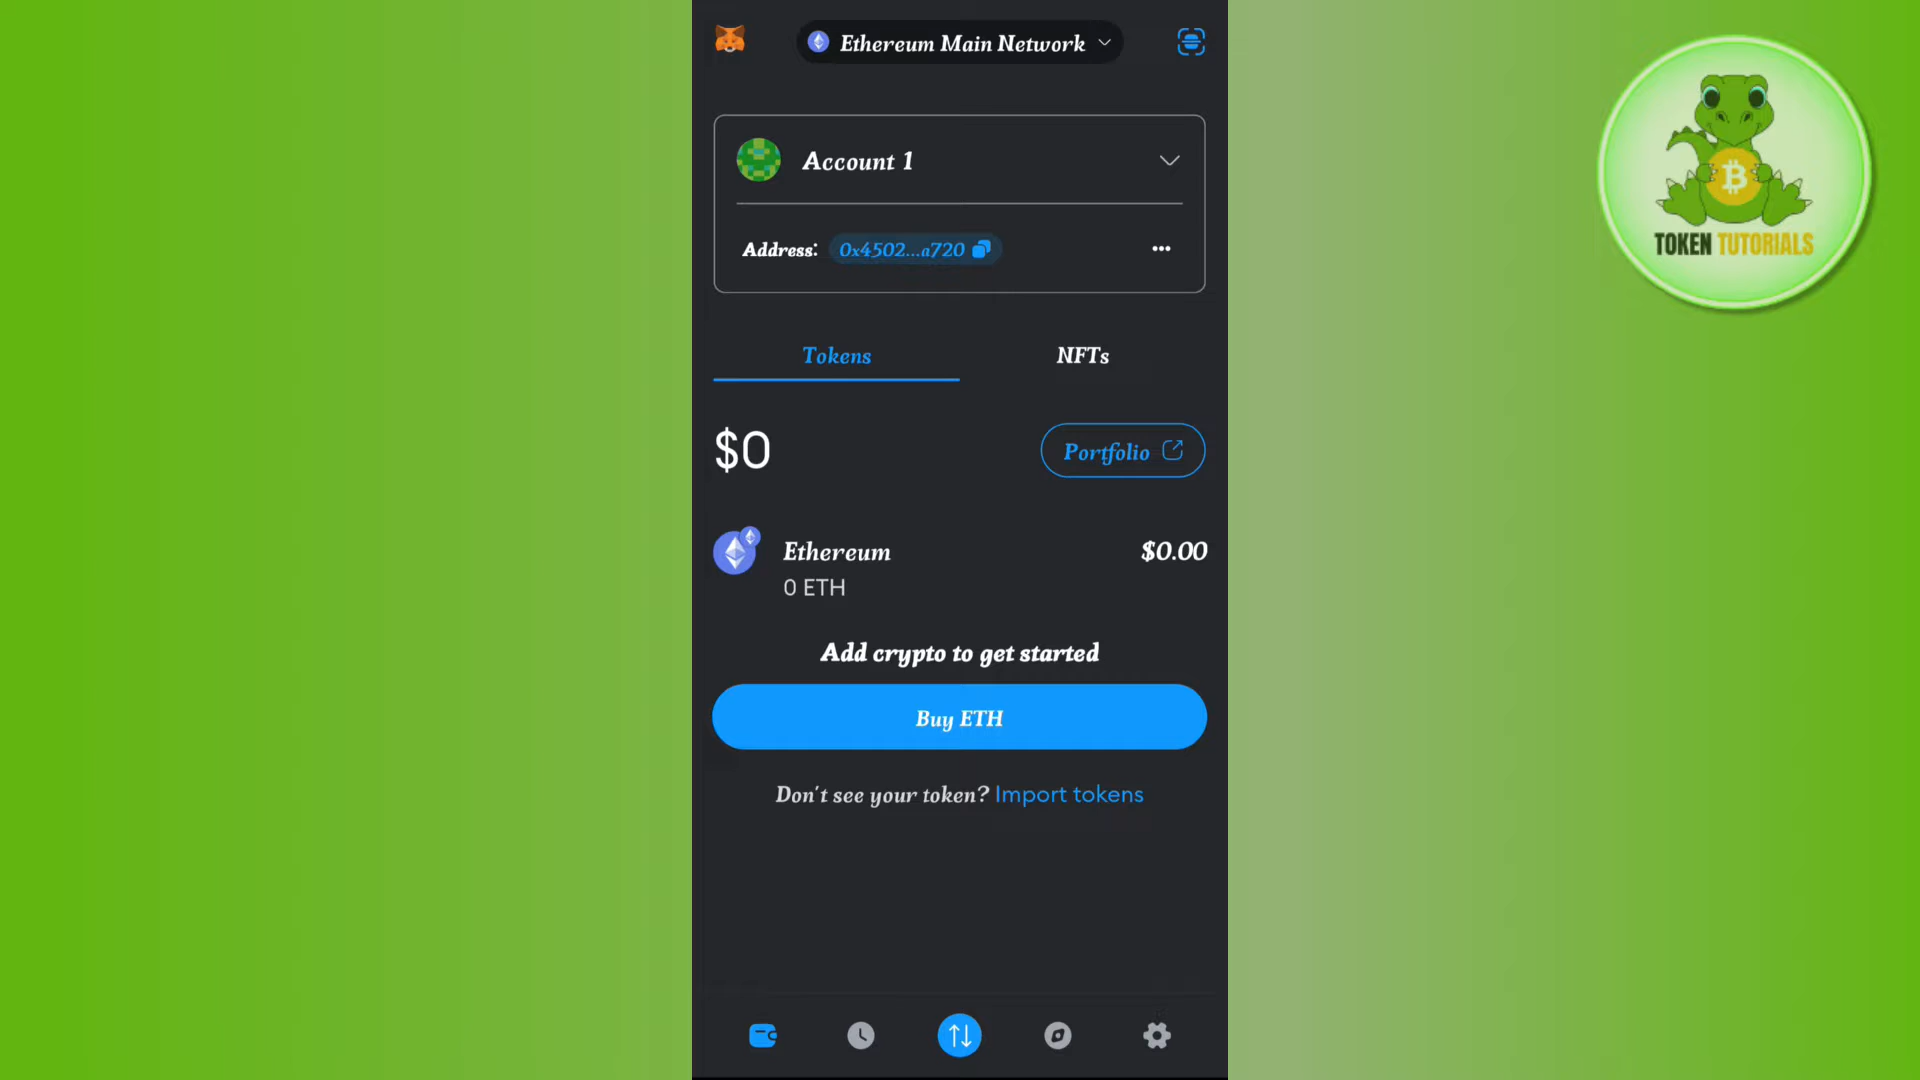 Ethereum Main Network
Account 1
Address: 0x4502...a720
Tokens
NFTs
$0
Portfolio
Ethereum
$0.00
0 ETH
Add crypto to get started
Buy ETH
Don't see your token? Import tokens
TOKEN TUTORIALS